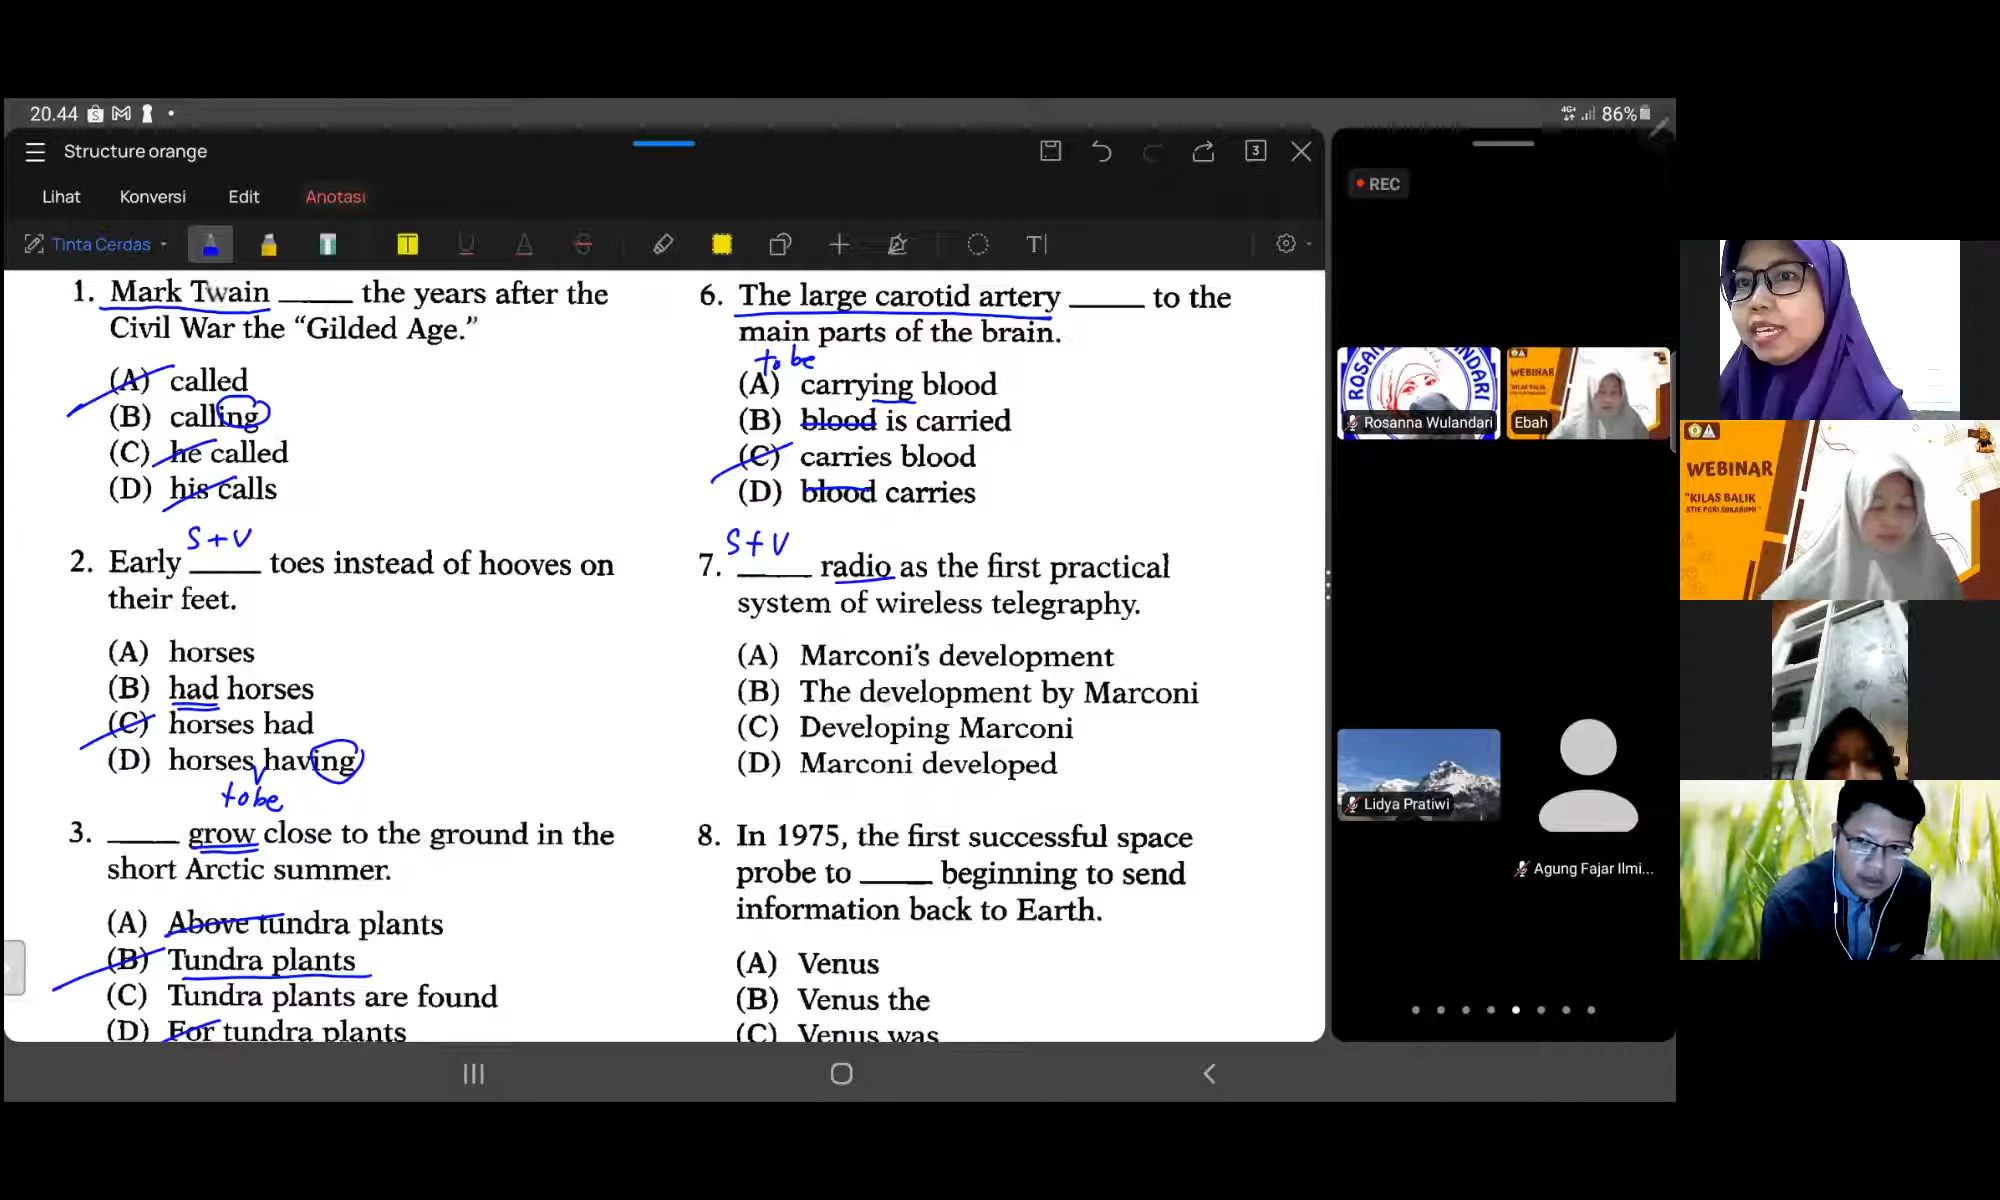 20.44
4G+
86%
Structure orange
3
Lihat
Konversi
Edit
Anotasi
Tinta Cerdas
1. Mark Twain _____ the years after the
Civil War the “Gilded Age.”
(A) called
(B) calling
(C) he called
(D) his calls
S+V
2. Early _____ toes instead of hooves on
their feet.
(A) horses
(B) had horses
(C) horses had
(D) horses having
to be
3. _____ grow close to the ground in the
short Arctic summer.
(A) Above tundra plants
(B) Tundra plants
(C) Tundra plants are found
(D) For tundra plants
6. The large carotid artery _____ to the
main parts of the brain.
to be
(A) carrying blood
(B) blood is carried
(C) carries blood
(D) blood carries
S+V
7. _____ radio as the first practical
system of wireless telegraphy.
(A) Marconi’s development
(B) The development by Marconi
(C) Developing Marconi
(D) Marconi developed
8. In 1975, the first successful space
probe to _____ beginning to send
information back to Earth.
(A) Venus
(B) Venus the
(C) Venus was
REC
Rosanna Wulandari
WEBINAR
Ebah
Lidya Pratiwi
Agung Fajar Ilmi...
WEBINAR
"KILAS BALIK
STIE PGRI SUKABUMI"